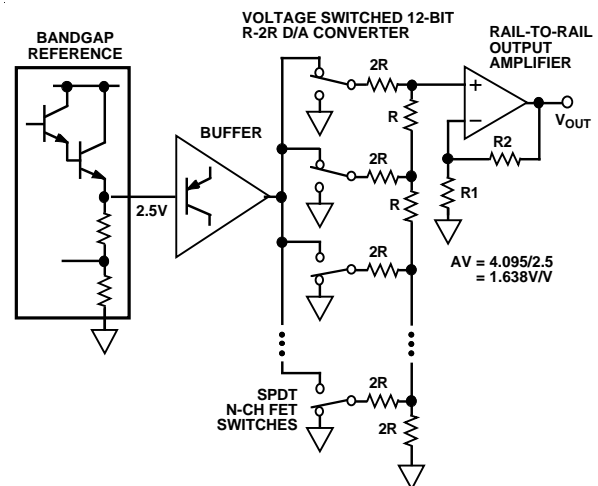 VOLTAGE SWITCHED 12-BIT
R-2R D/A CONVERTER
BANDGAP
REFERENCE
RAIL-TO-RAIL
OUTPUT
AMPLIFIER
2R
+
VOUT
BUFFER
R
−
R2
2R
R1
2.5V
R
AV = 4.095/2.5
= 1.638V/V
2R
SPDT
N-CH FET
SWITCHES
2R
2R